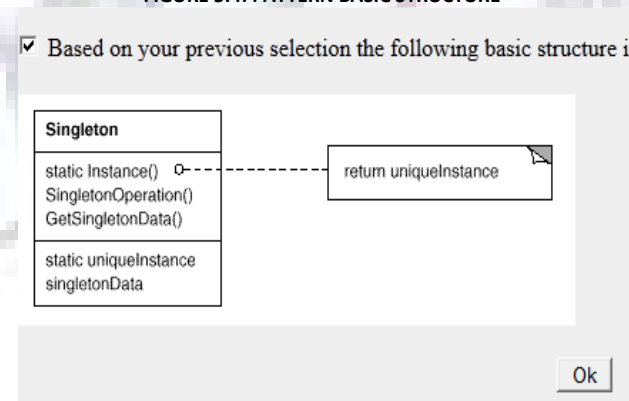 Based on your previous selection the following basic structure
Singleton
static Instance()
return uniqueInstance
SingletonOperation()
GetSingletonData()
static uniqueInstance
singletonData
Ok